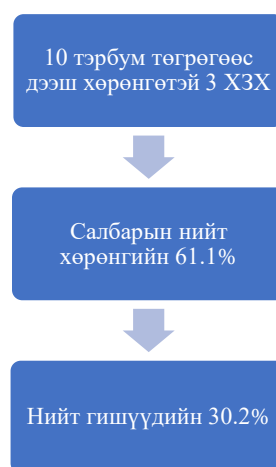 10 тэрбум төгрөгөөс
дээш хөрөнгөтэй 3 ХЗХ
Салбарын нийт
хөрөнгийн 61.1%
Нийт гишүүдийн 30.2%